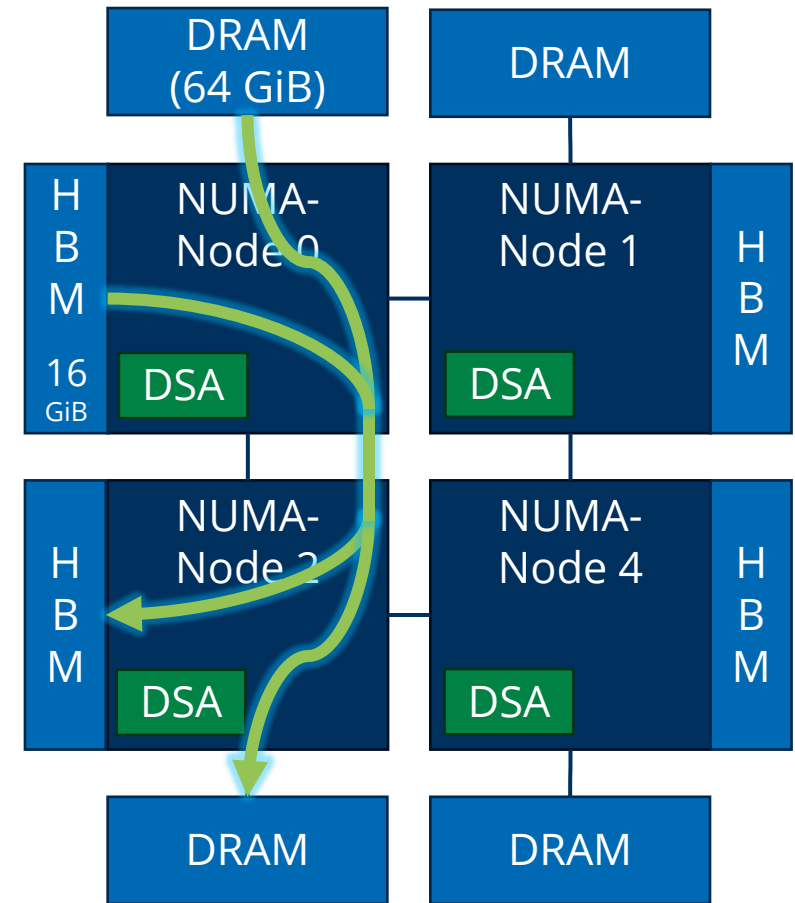 DRAM
(64 GiB)
DRAM
H
B
M
16
GiB
NUMA-
Node 0
DSA
NUMA-
Node 1
DSA
H
B
M
H
B
M
NUMA-
Node 2
DSA
NUMA-
Node 4
DSA
H
B
M
DRAM
DRAM